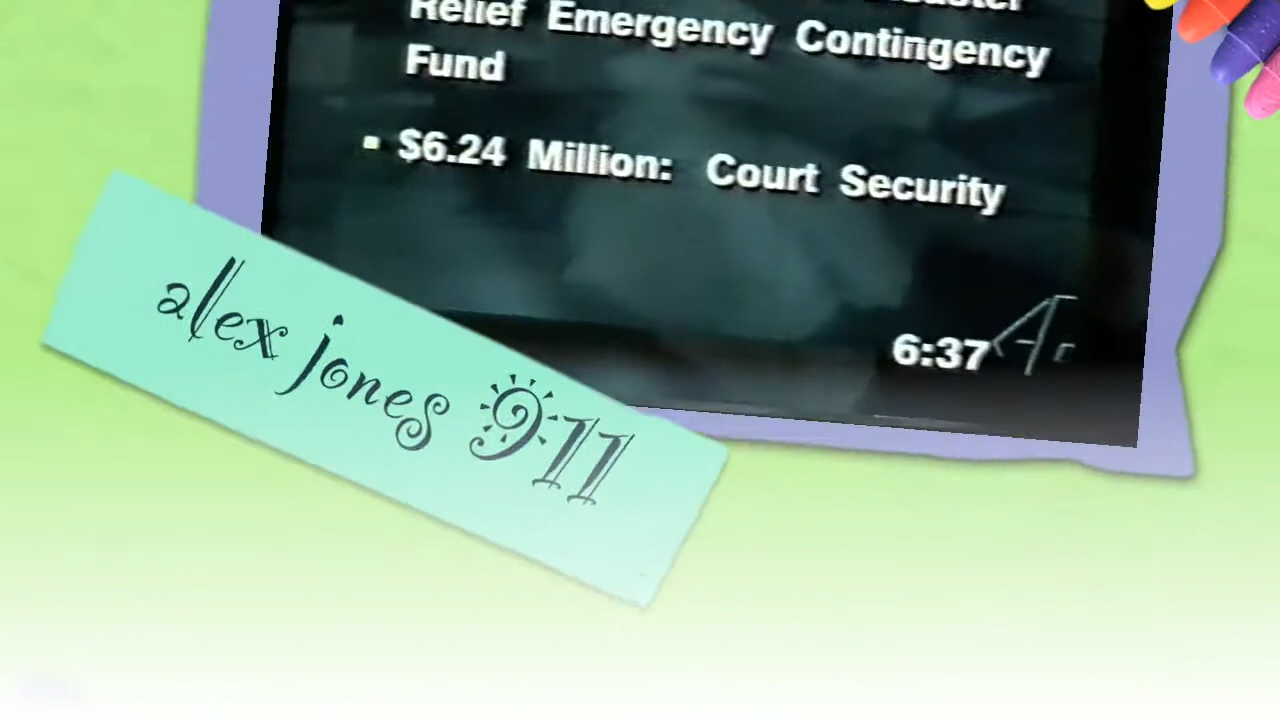 Relief Emergency Contingency
Fund
▪ $6.24 Million: Court Security
6:37
alex jones 911